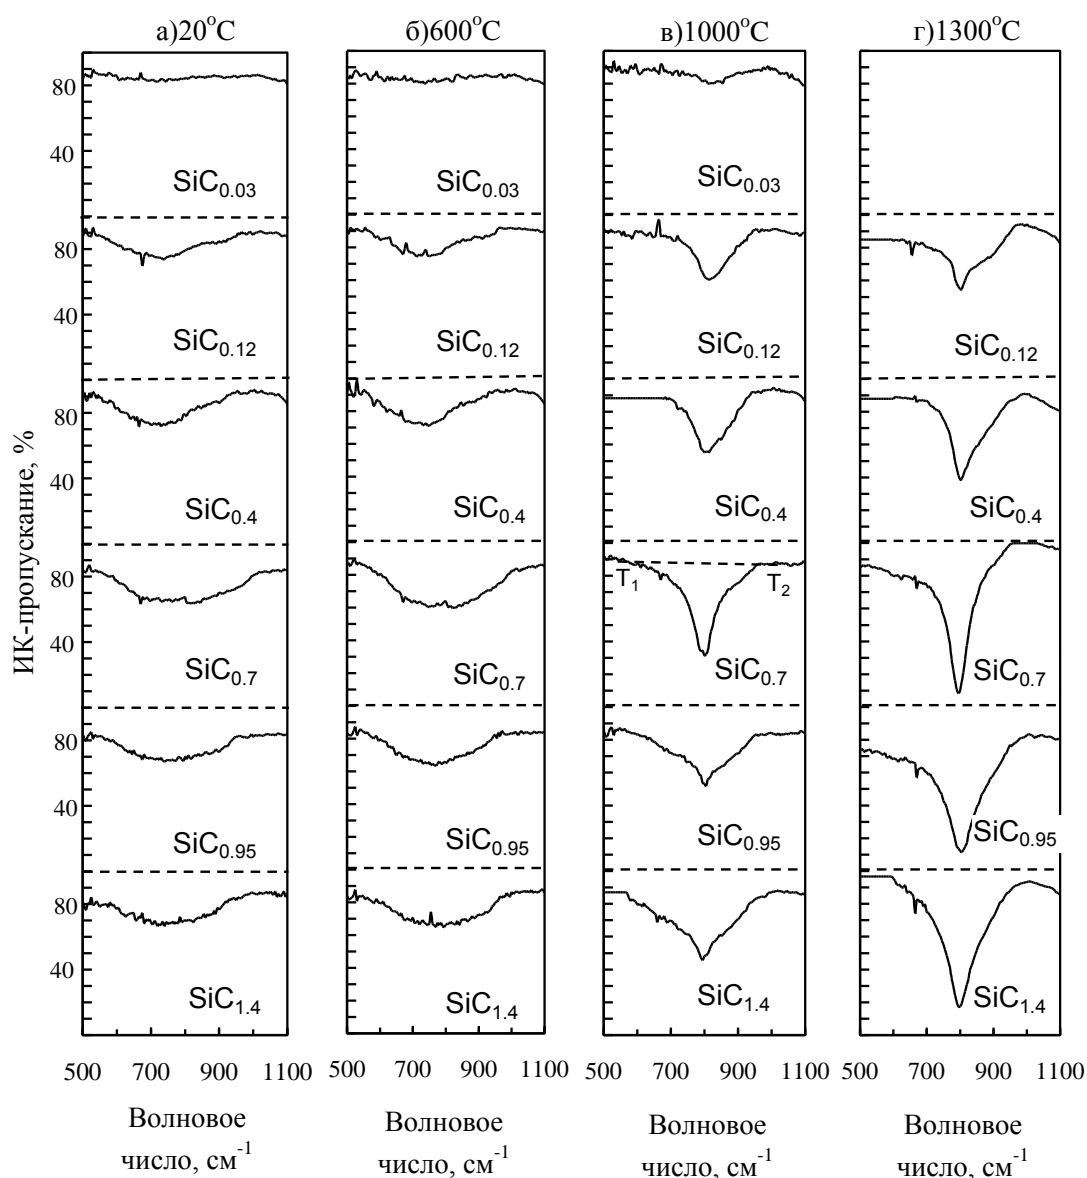 а)20°C б)600°C в)1000°C г)1300°C
ИК-пропускание, %
80
40
SiC₀.₀₃ SiC₀.₀₃ SiC₀.₀₃
80
40
SiC₀.₁₂ SiC₀.₁₂ SiC₀.₁₂ SiC₀.₁₂
80
40
SiC₀.₄ SiC₀.₄ SiC₀.₄ SiC₀.₄
80
T₁ T₂
40
SiC₀.₇ SiC₀.₇ SiC₀.₇ SiC₀.₇
80
40
SiC₀.₉₅ SiC₀.₉₅ SiC₀.₉₅ SiC₀.₉₅
80
40
SiC₁.₄ SiC₁.₄ SiC₁.₄ SiC₁.₄
500 700 900 1100 500 700 900 1100 500 700 900 1100 500 700 900 1100
Волновое Волновое Волновое Волновое
число, см⁻¹ число, см⁻¹ число, см⁻¹ число, см⁻¹